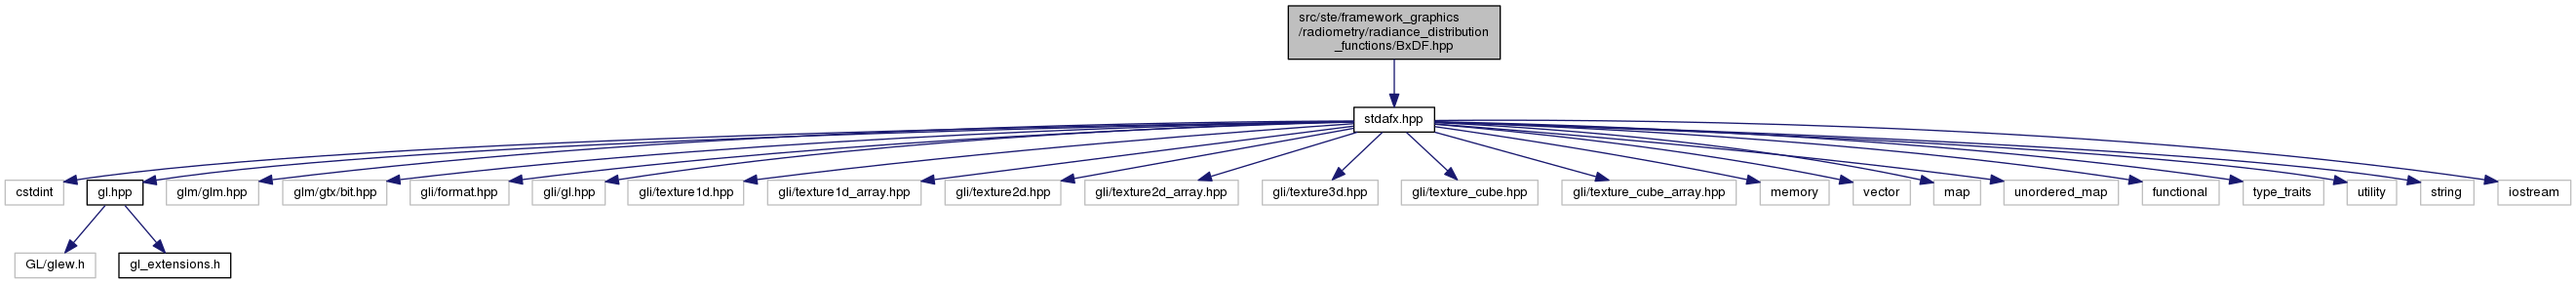 src/ste/framework_graphics
/radiometry/radiance_distribution
_functions/BxDF.hpp
stdafx.hpp
cstdint
gl.hpp
glm/glm.hpp
glm/gtx/bit.hpp
gli/format.hpp
gli/gl.hpp
gli/texture1d.hpp
gli/texture1d_array.hpp
gli/texture2d.hpp
gli/texture2d_array.hpp
gli/texture3d.hpp
gli/texture_cube.hpp
gli/texture_cube_array.hpp
memory
vector
map
unordered_map
functional
type_traits
utility
string
iostream
GL/glew.h
gl_extensions.h